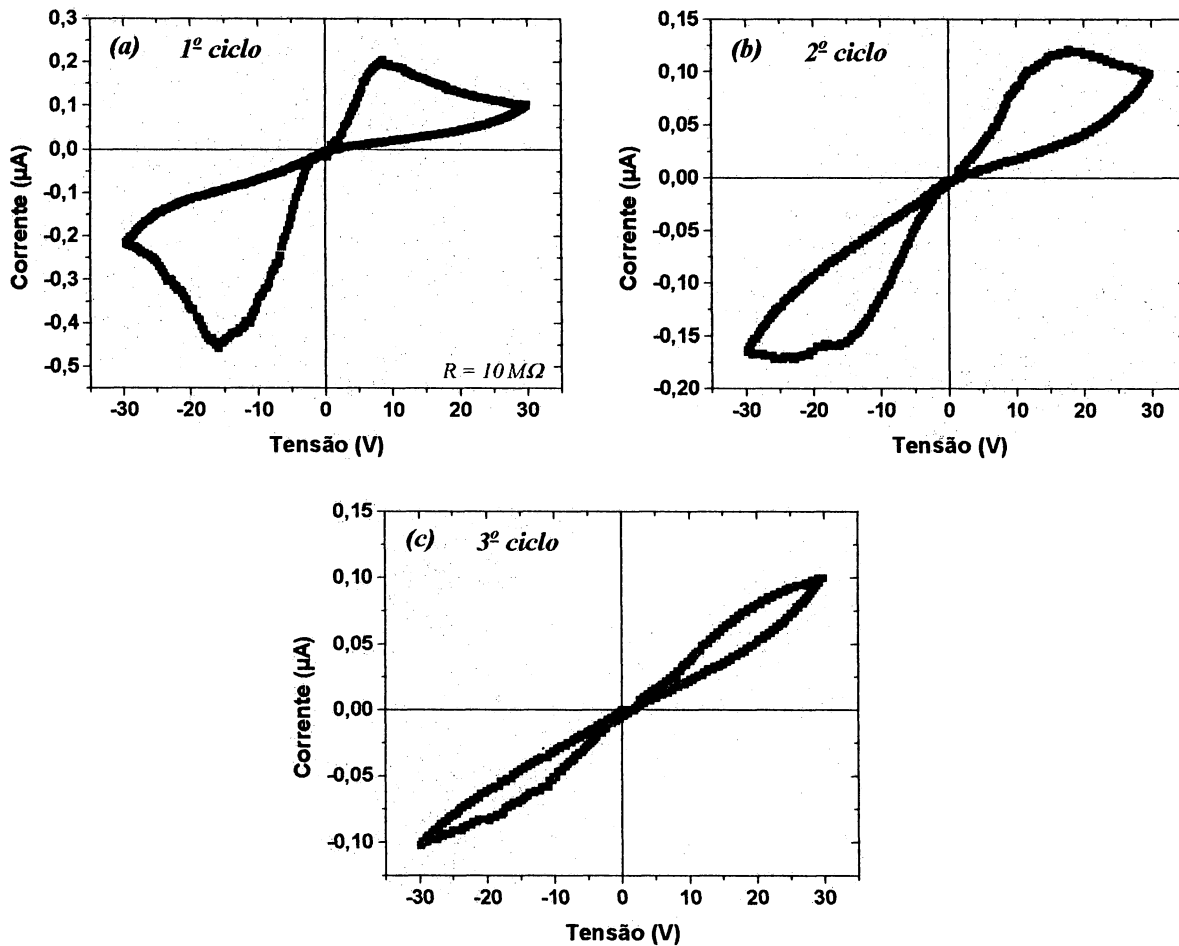 (a) 1º ciclo
0,3
0,2
0,1
0,0
-0,1
-0,2
-0,3
-0,4
-0,5
Corrente (µA)
R = 10 MΩ
-30 -20 -10 0 10 20 30
Tensão (V)
(b) 2º ciclo
0,15
0,10
0,05
0,00
-0,05
-0,10
-0,15
-0,20
Corrente (µA)
-30 -20 -10 0 10 20 30
Tensão (V)
(c) 3º ciclo
0,15
0,10
0,05
0,00
-0,05
-0,10
Corrente (µA)
-30 -20 -10 0 10 20 30
Tensão (V)